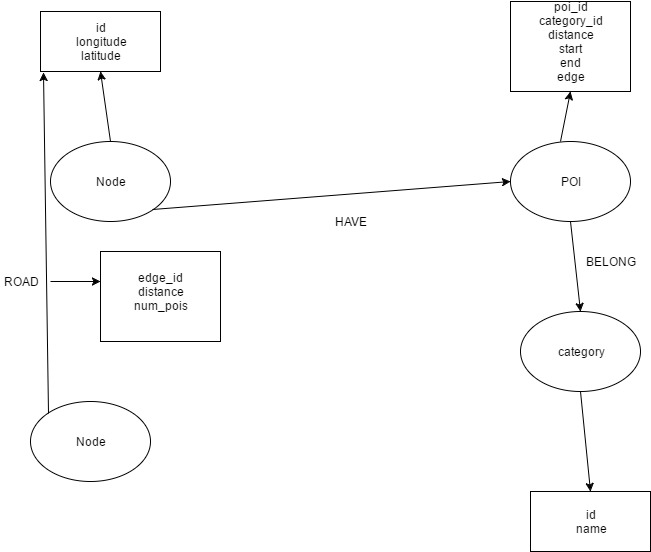 id
longitude
latitude
poi_id
category_id
distance
start
end
edge
Node
POI
HAVE
BELONG
ROAD
edge_id
distance
num_pois
category
Node
id
name